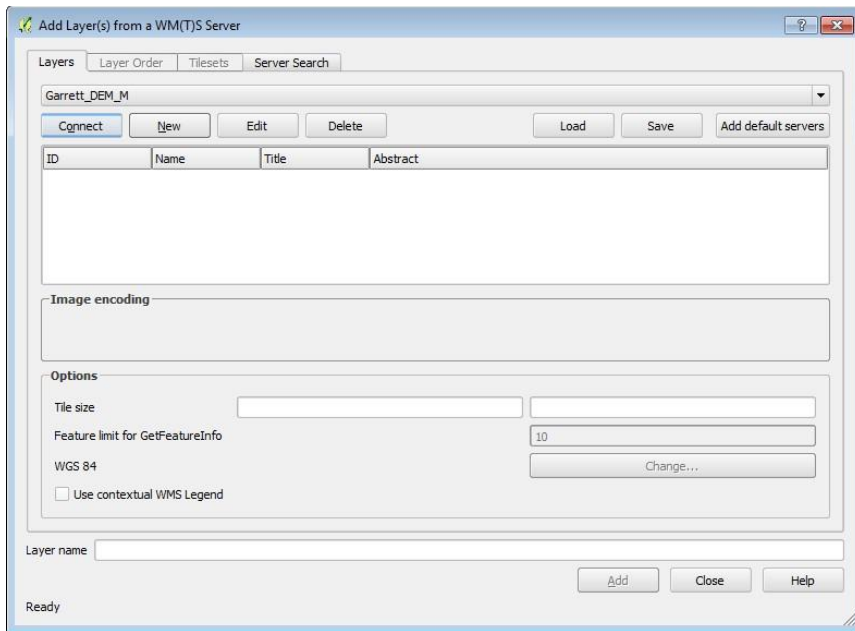 Add Layer(s) from a WM(T)S Server
Layers Layer Order Tilesets Server Search
Garrett_DEM_M
Connect New Edit Delete Load Save Add default servers
ID Name Title Abstract
Image encoding
Options
Tile size
Feature limit for GetFeatureInfo 10
WGS 84 Change...
Use contextual WMS Legend
Layer name
Add Close Help
Ready